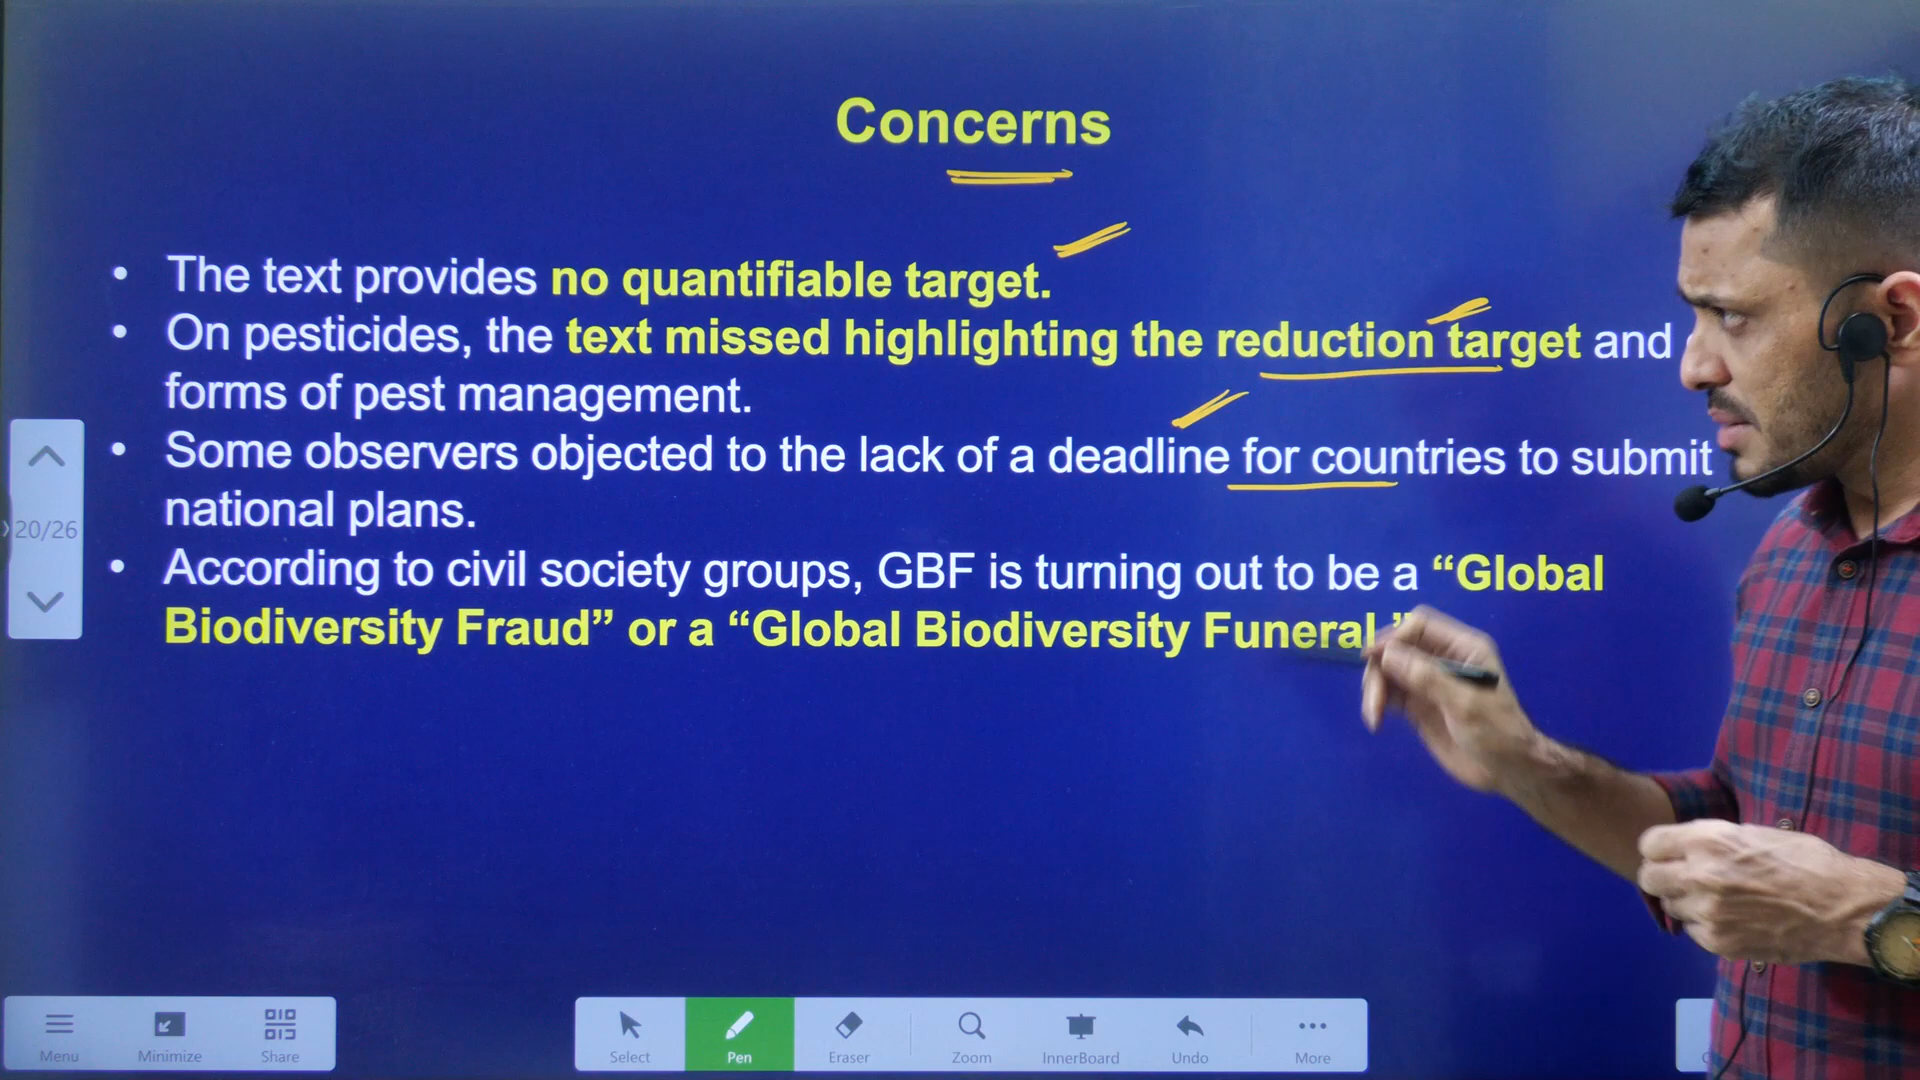 Concerns
• The text provides no quantifiable target.
• On pesticides, the text missed highlighting the reduction target and
forms of pest management.
• Some observers objected to the lack of a deadline for countries to submit
national plans.
• According to civil society groups, GBF is turning out to be a “Global
Biodiversity Fraud” or a “Global Biodiversity Funeral.”
20/26
Menu Minimize Share Select Pen Eraser Zoom InnerBoard Undo More